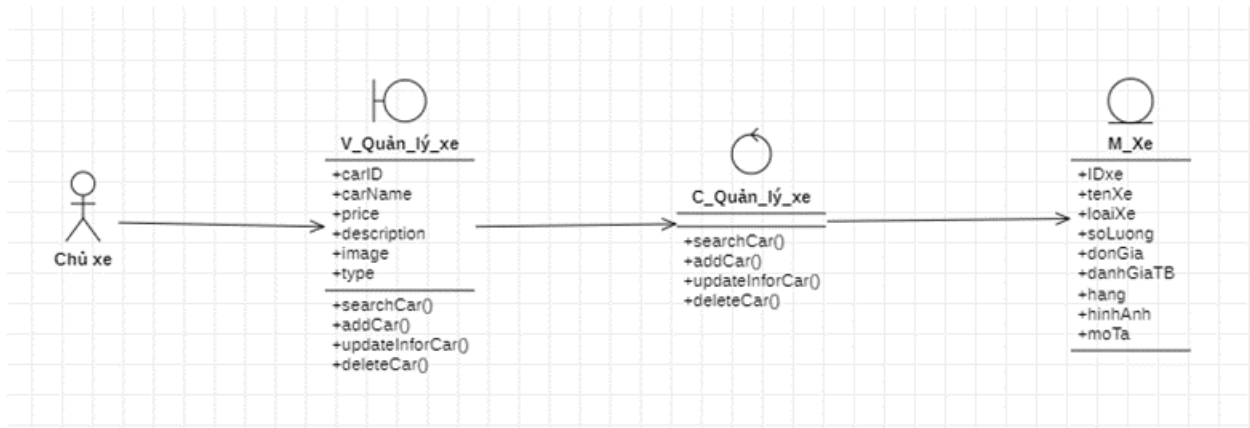 Chủ xe
V_Quản_lý_xe
+carID
+carName
+price
+description
+image
+type
+searchCar()
+addCar()
+updateInforCar()
+deleteCar()
C_Quản_lý_xe
+searchCar()
+addCar()
+updateInforCar()
+deleteCar()
M_Xe
+IDxe
+tenXe
+loaiXe
+soLuong
+donGia
+danhGiaTB
+hang
+hinhAnh
+moTa